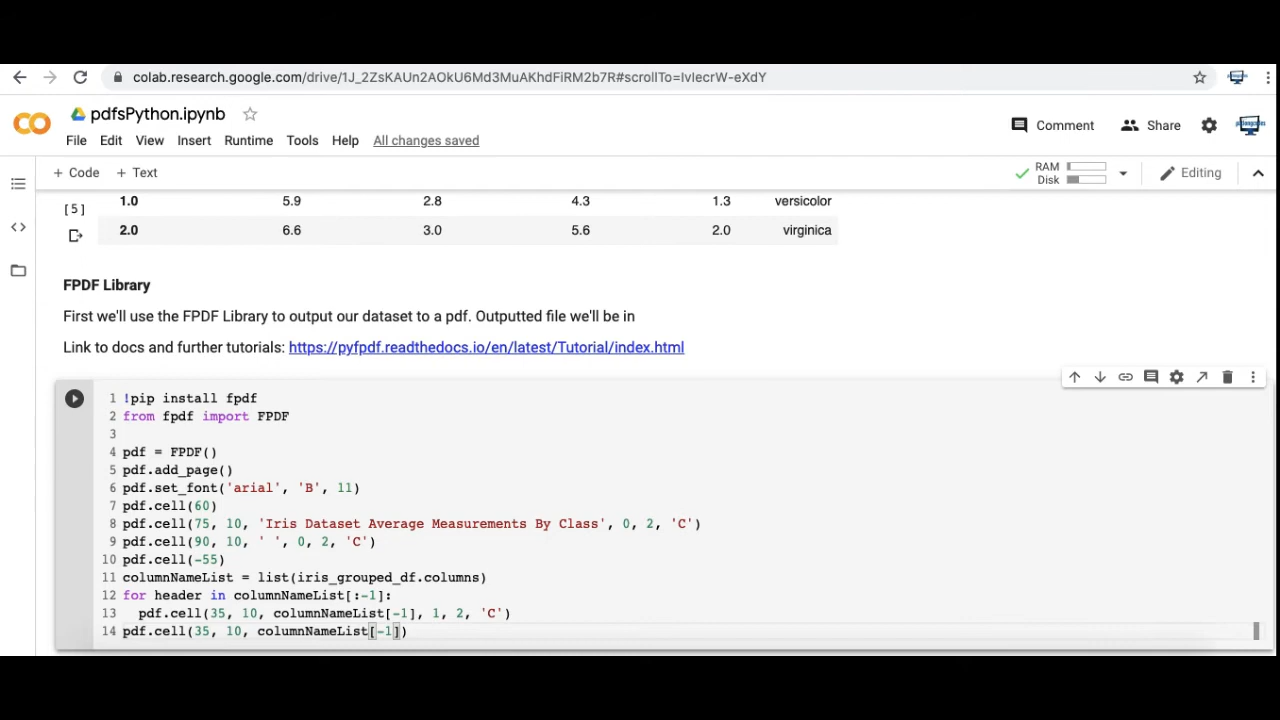 colab.research.google.com/drive/1J_2ZsKAUn2AOkU6Md3MuAKhdFiRM2b7R#scrollTo=IvIecrW-eXdY
pdfsPython.ipynb
Comment
Share
File Edit View Insert Runtime Tools Help All changes saved
+ Code + Text
RAM
Disk
Editing
[5]
1.0 5.9 2.8 4.3 1.3 versicolor
2.0 6.6 3.0 5.6 2.0 virginica
FPDF Library
First we'll use the FPDF Library to output our dataset to a pdf. Outputted file we'll be in
Link to docs and further tutorials: https://pyfpdf.readthedocs.io/en/latest/Tutorial/index.html
1 !pip install fpdf
2 from fpdf import FPDF
3
4 pdf = FPDF()
5 pdf.add_page()
6 pdf.set_font('arial', 'B', 11)
7 pdf.cell(60)
8 pdf.cell(75, 10, 'Iris Dataset Average Measurements By Class', 0, 2, 'C')
9 pdf.cell(90, 10, ' ', 0, 2, 'C')
10 pdf.cell(-55)
11 columnNameList = list(iris_grouped_df.columns)
12 for header in columnNameList[:-1]:
13 pdf.cell(35, 10, columnNameList[-1], 1, 2, 'C')
14 pdf.cell(35, 10, columnNameList[-1])